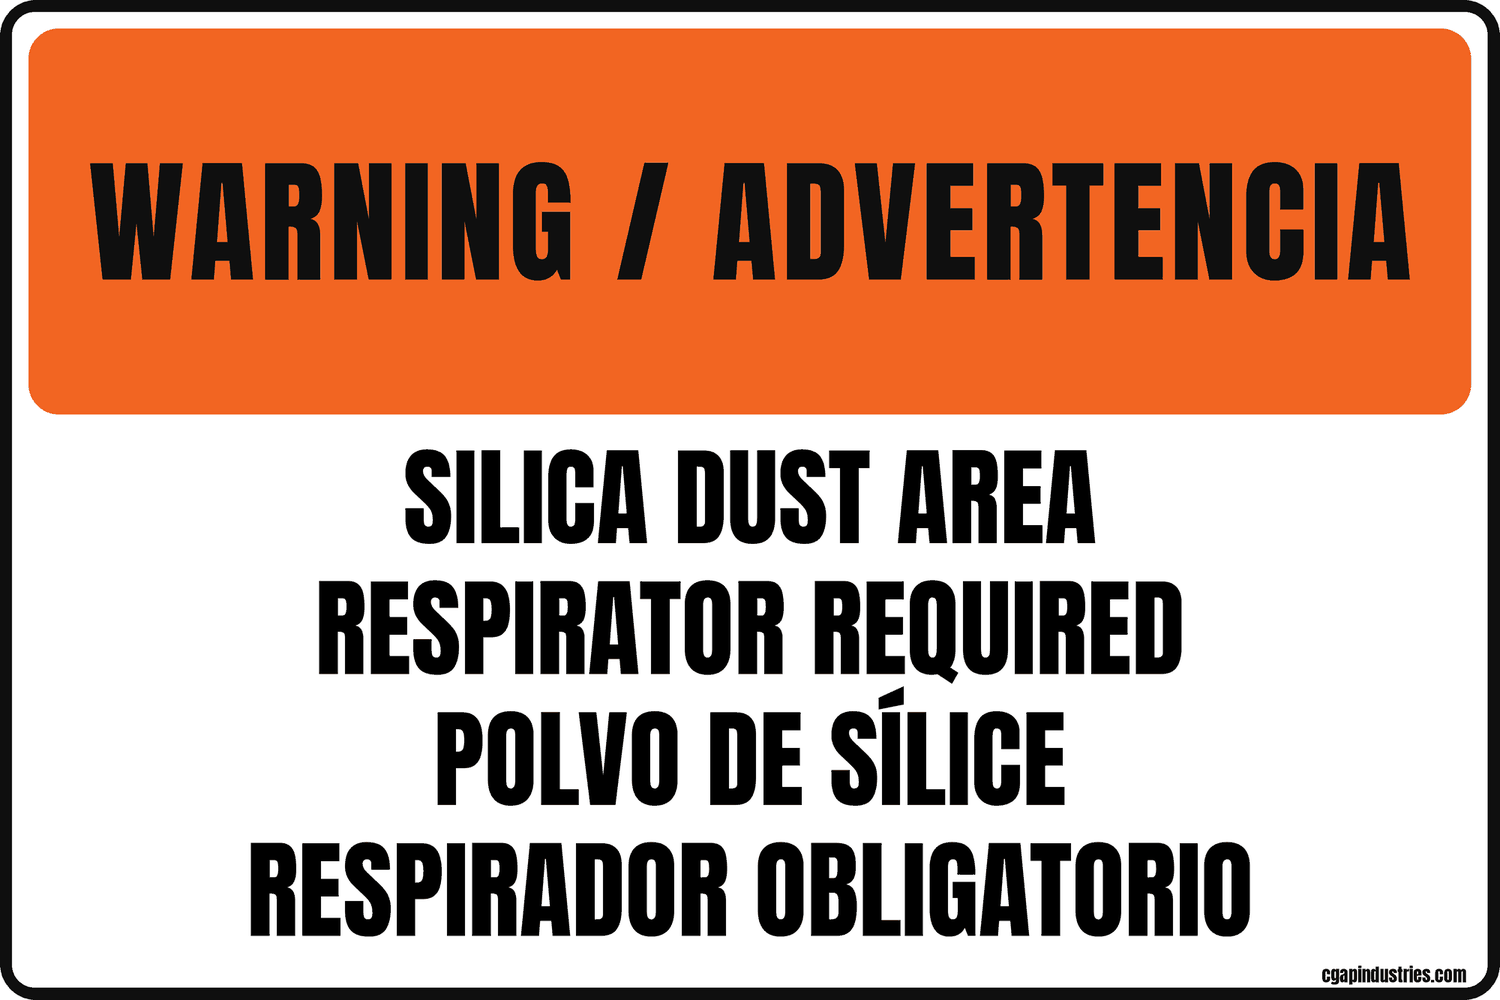 WARNING / ADVERTENCIA
SILICA DUST AREA
RESPIRATOR REQUIRED
POLVO DE SÍLICE
RESPIRADOR OBLIGATORIO
cgapindustries.com